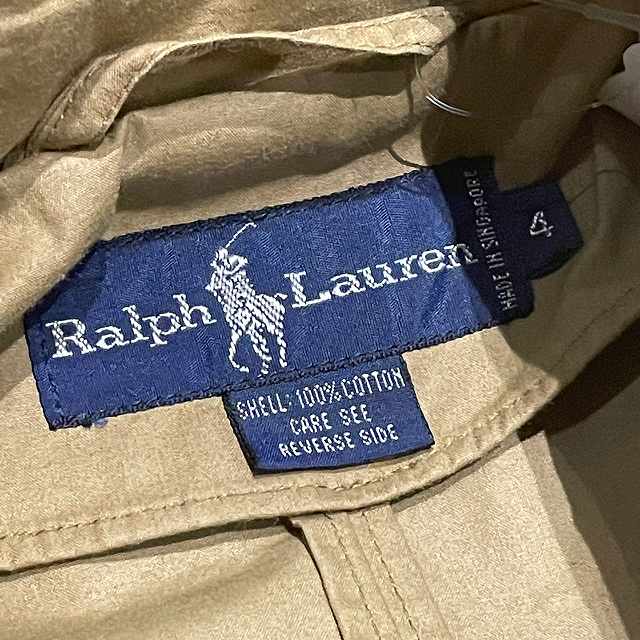 Ralph Lauren
MADE IN SINGAPORE
4
SHELL: 100% COTTON
CARE SEE
REVERSE SIDE